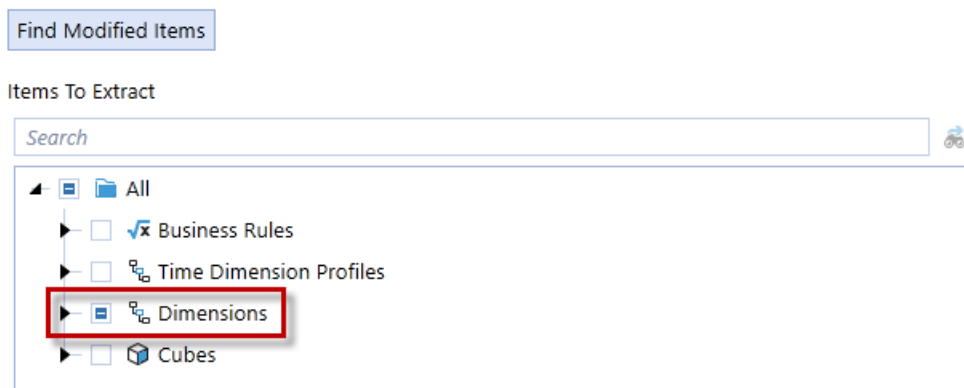 Find Modified Items
Items To Extract
Search
All
Business Rules
Time Dimension Profiles
Dimensions
Cubes